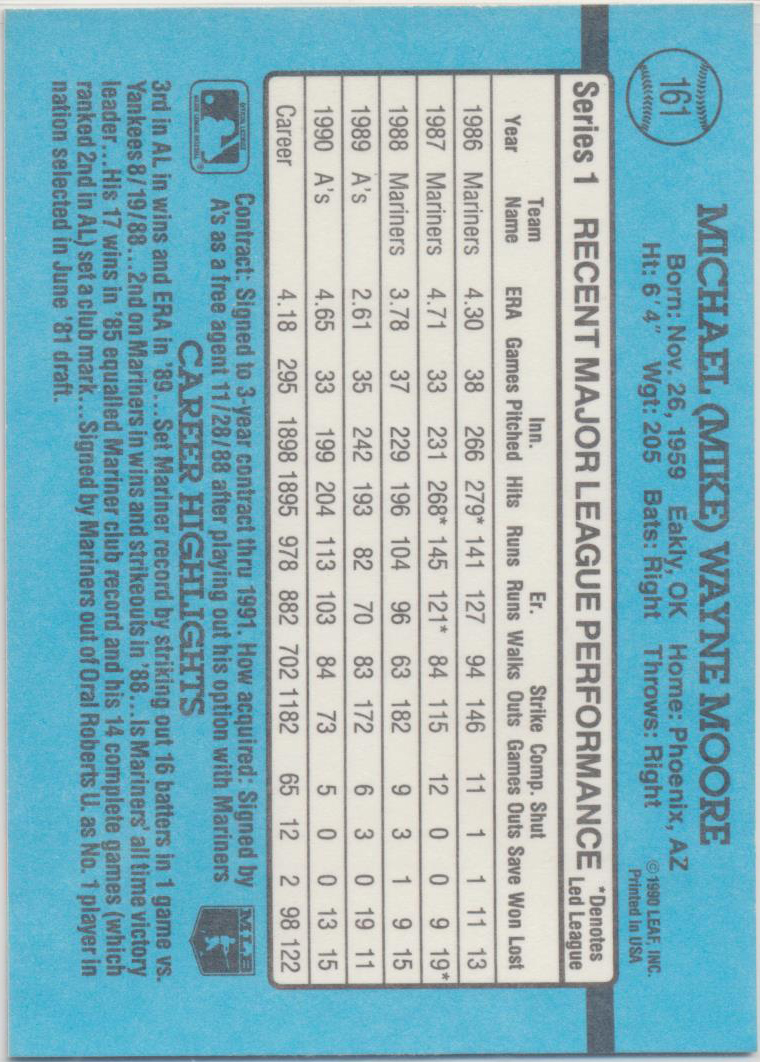 161
MICHAEL (MIKE) WAYNE MOORE
Born: Nov. 26, 1959 Eakly, OK Home: Phoenix, AZ
Ht: 6' 4" Wgt: 205 Bats: Right Throws: Right
© 1990 LEAF, INC.
Printed in USA
Series 1 RECENT MAJOR LEAGUE PERFORMANCE *Denotes Led League
Team Inn. Er. Strike Comp. Shut
Year Name ERA Games Pitched Hits Runs Runs Walks Outs Games Outs Save Won Lost
1986 Mariners 4.30 38 266 279* 141 127 94 146 11 1 1 11 13
1987 Mariners 4.71 33 231 268* 145 121* 84 115 12 0 0 9 19*
1988 Mariners 3.78 37 229 196 104 96 63 182 9 3 1 9 15
1989 A's 2.61 35 242 193 82 70 83 172 6 3 0 19 11
1990 A's 4.65 33 199 204 113 103 84 73 5 0 0 13 15
Career 4.18 295 1898 1895 978 882 702 1182 65 12 2 98 122
OFFICIAL LICENSEE
MAJOR LEAGUE BASEBALL
Contract: Signed to 3-year contract thru 1991. How acquired: Signed by
A's as a free agent 11/28/88 after playing out his option with Mariners
MLB
CAREER HIGHLIGHTS
3rd in AL in wins and ERA in '89...Set Mariner record by striking out 16 batters in 1 game vs.
Yankees 8/19/88...2nd on Mariners in wins and strikeouts in '88...Is Mariners' all time victory
leader...His 17 wins in '85 equalled Mariner club record and his 14 complete games (which
ranked 2nd in AL) set a club mark...Signed by Mariners out of Oral Roberts U. as No. 1 player in
nation selected in June '81 draft.